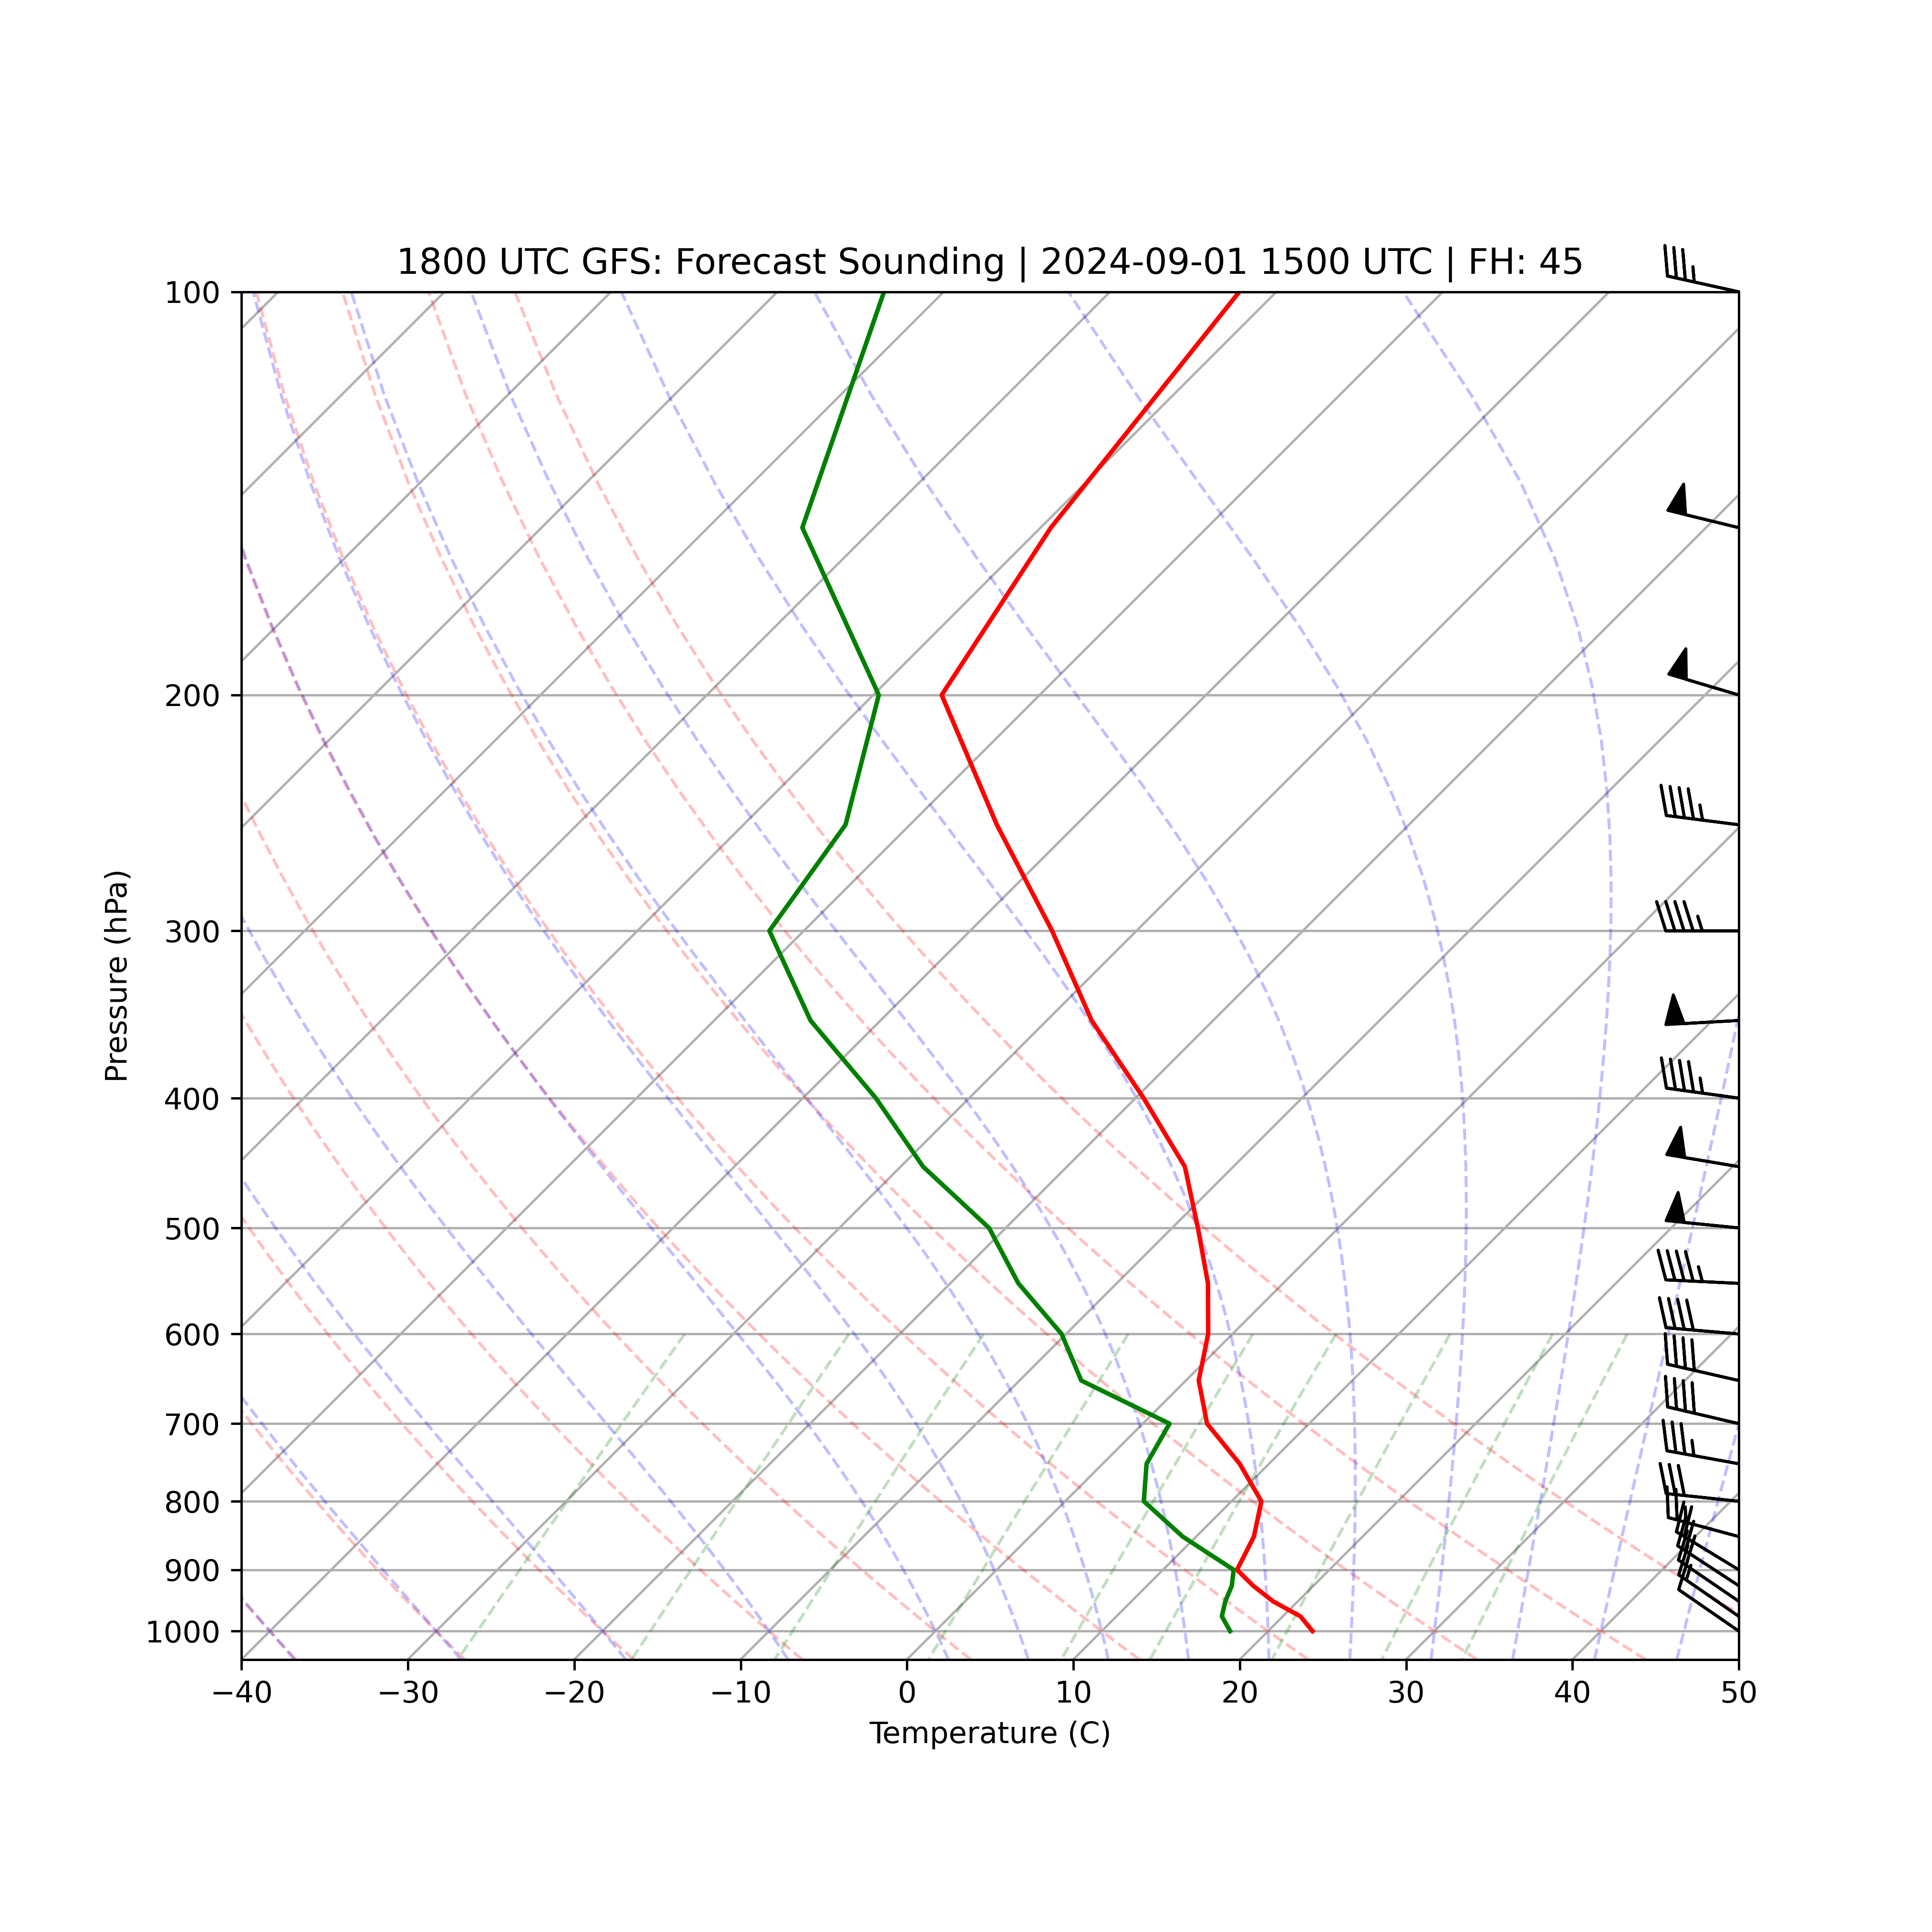 1800 UTC GFS: Forecast Sounding | 2024-09-01 1500 UTC | FH: 45
100
200
300
400
500
600
700
800
900
1000
Pressure (hPa)
−40 −30 −20 −10 0 10 20 30 40 50
Temperature (C)